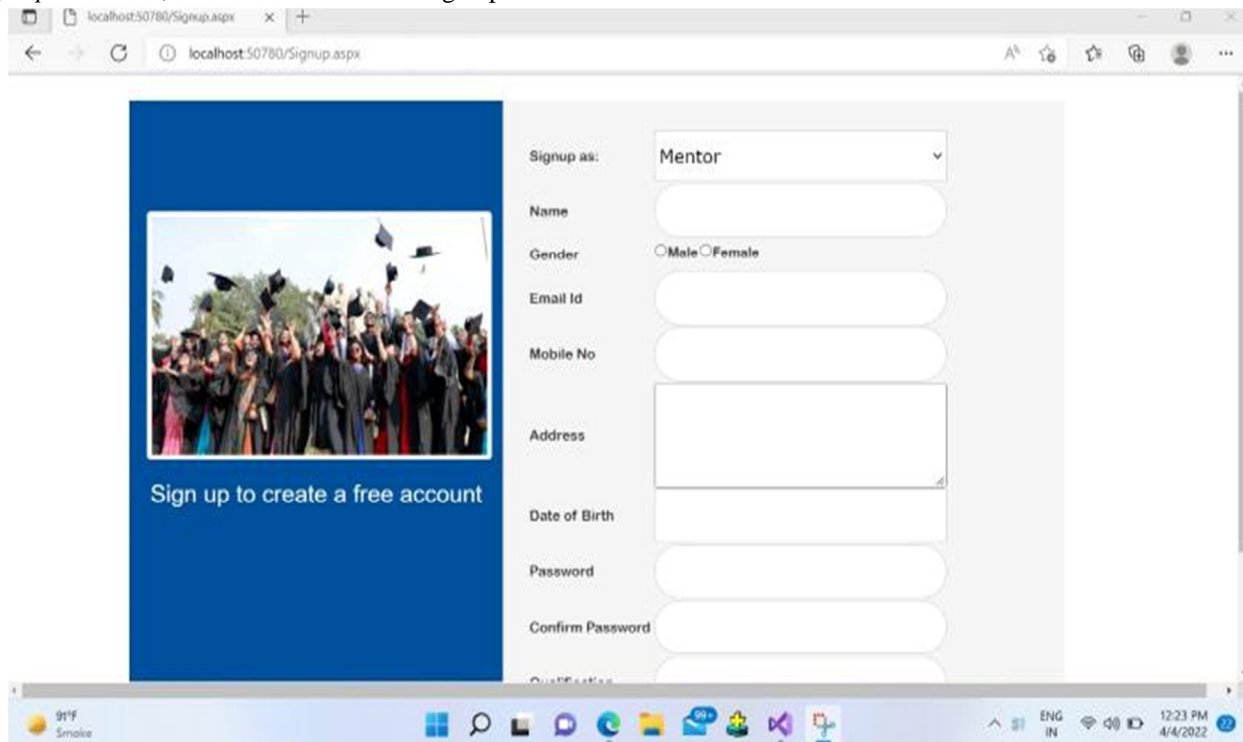 localhost:50780/Signup.aspx
localhost:50780/Signup.aspx
Signup as:
Mentor
Name
Gender
Male Female
Email Id
Mobile No
Address
Sign up to create a free account
Date of Birth
Password
Confirm Password
91°F
Smoke
99+
ENG
IN
12:23 PM
4/4/2022
22